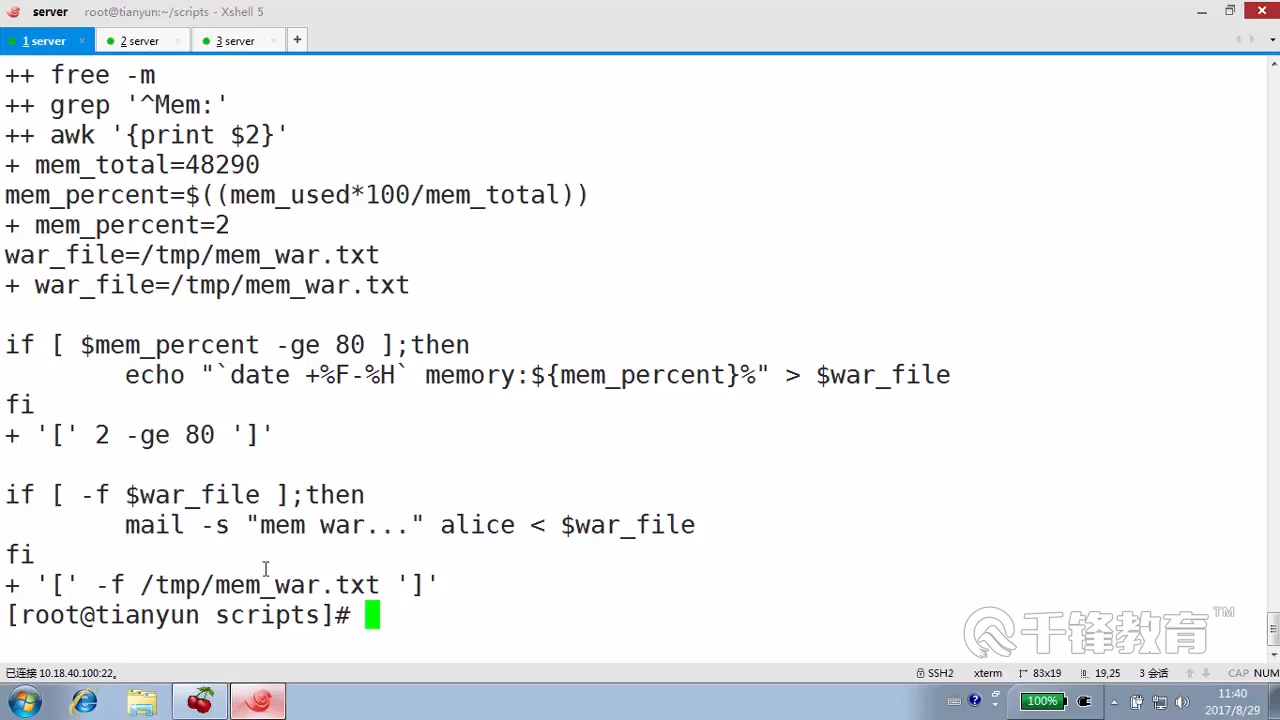 server root@tianyun:~/scripts - Xshell 5
1 server × 2 server × 3 server × +
++ free -m
++ grep '^Mem:'
++ awk '{print $2}'
+ mem_total=48290
mem_percent=$((mem_used*100/mem_total))
+ mem_percent=2
war_file=/tmp/mem_war.txt
+ war_file=/tmp/mem_war.txt
if [ $mem_percent -ge 80 ];then
echo "`date +%F-%H` memory:${mem_percent}%" > $war_file
fi
+ '[' 2 -ge 80 ']'
if [ -f $war_file ];then
mail -s "mem war..." alice < $war_file
fi
+ '[' -f /tmp/mem_war.txt ']'
[root@tianyun scripts]#
千锋教育™
已连接 10.18.40.100:22。 SSH2 xterm 83x19 19,25 3 会话 CAP NUM
100% 11:40
2017/8/29